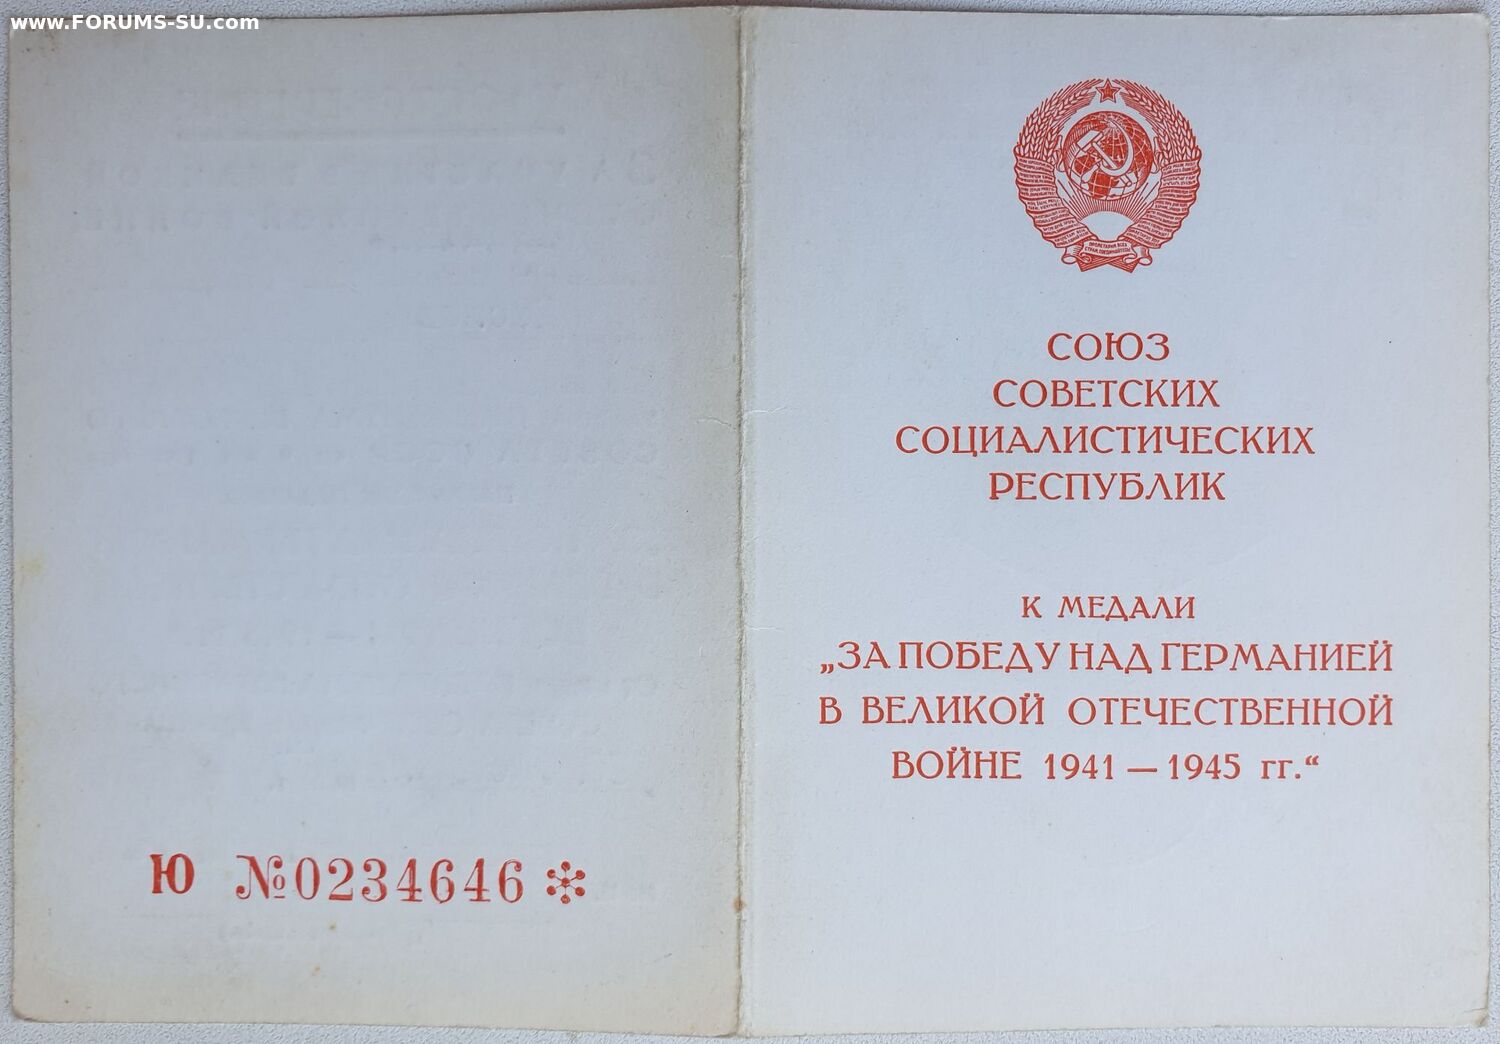 www.FORUMS-SU.com
СОЮЗ
СОВЕТСКИХ
СОЦИАЛИСТИЧЕСКИХ
РЕСПУБЛИК
К МЕДАЛИ
„ЗА ПОБЕДУ НАД ГЕРМАНИЕЙ
В ВЕЛИКОЙ ОТЕЧЕСТВЕННОЙ
ВОЙНЕ 1941 — 1945 гг.“
Ю №0234646